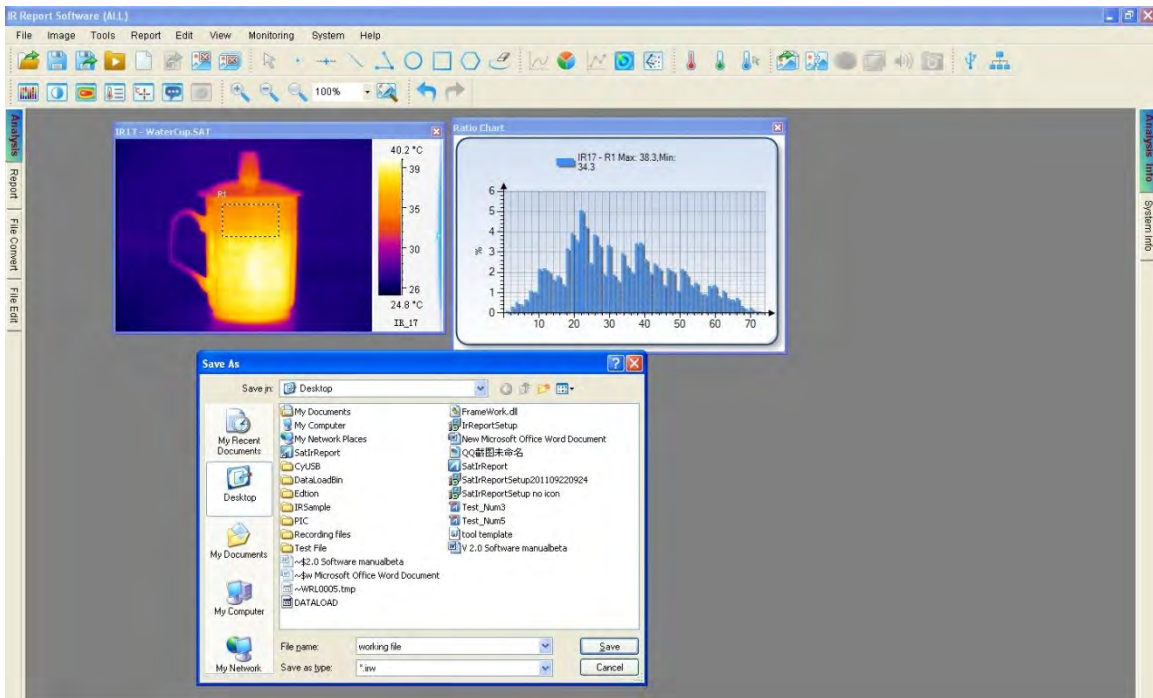 IR Report Software (ALL)
File Image Tools Report Edit View Monitoring System Help
100%
Analysis
Report
File Convert
File Edit
IR17 - WaterCup.SAT
R1
40.2 °C
39
35
30
26
24.8 °C
IR_17
Ratio Chart
IR17 - R1 Max: 38.3,Min:
34.3
%
6
5
4
3
2
1
0
10 20 30 40 50 60 70
Analysis Info
System Info
Save As
Save in: Desktop
My Recent
Documents
Desktop
My Documents
My Computer
My Network
My Documents
My Computer
My Network Places
SatIrReport
CyUSB
DataLoadBin
Edtion
IRSample
PIC
Recording files
Test File
~$2.0 Software manualbeta
~$w Microsoft Office Word Document
~WRL0005.tmp
DATALOAD
FrameWork.dll
IrReportSetup
New Microsoft Office Word Document
QQ截图未命名
SatIrReport
SatIrReportSetup201109220924
SatIrReportSetup no icon
Test_Num3
Test_Num5
tool template
V 2.0 Software manualbeta
File name: working file
Save
Save as type: *.irw
Cancel